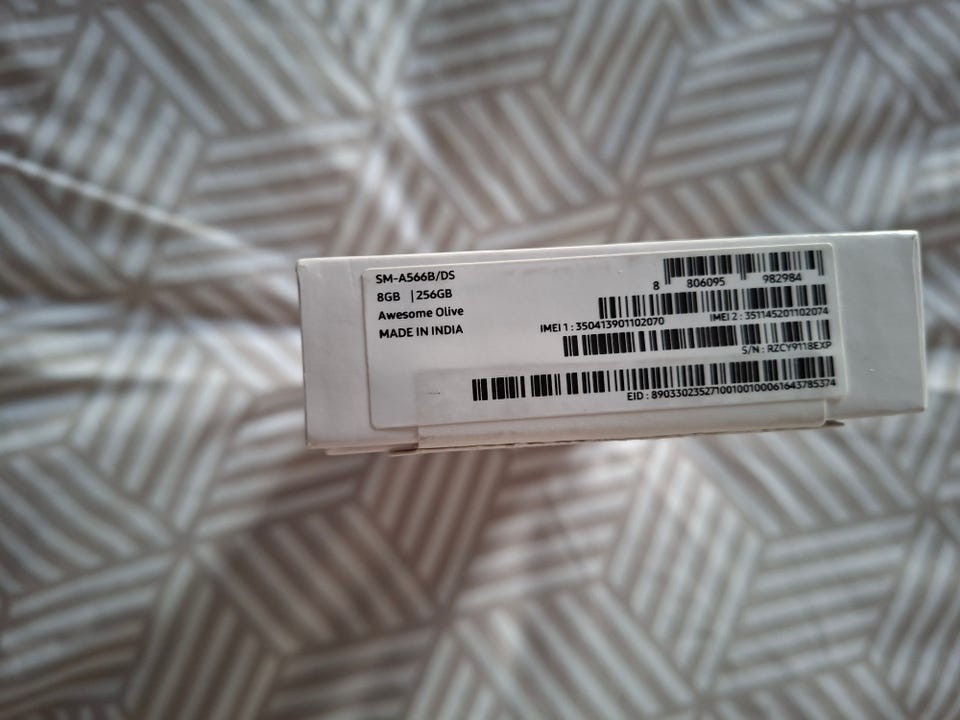 SM-A566B/DS
8GB | 256GB
Awesome Olive
MADE IN INDIA
8 806095 982984
IMEI 1 : 350413901102070 IMEI 2 : 351145201102074
S/N : RZCY9118EXP
EID : 89033023527100100100061643785374